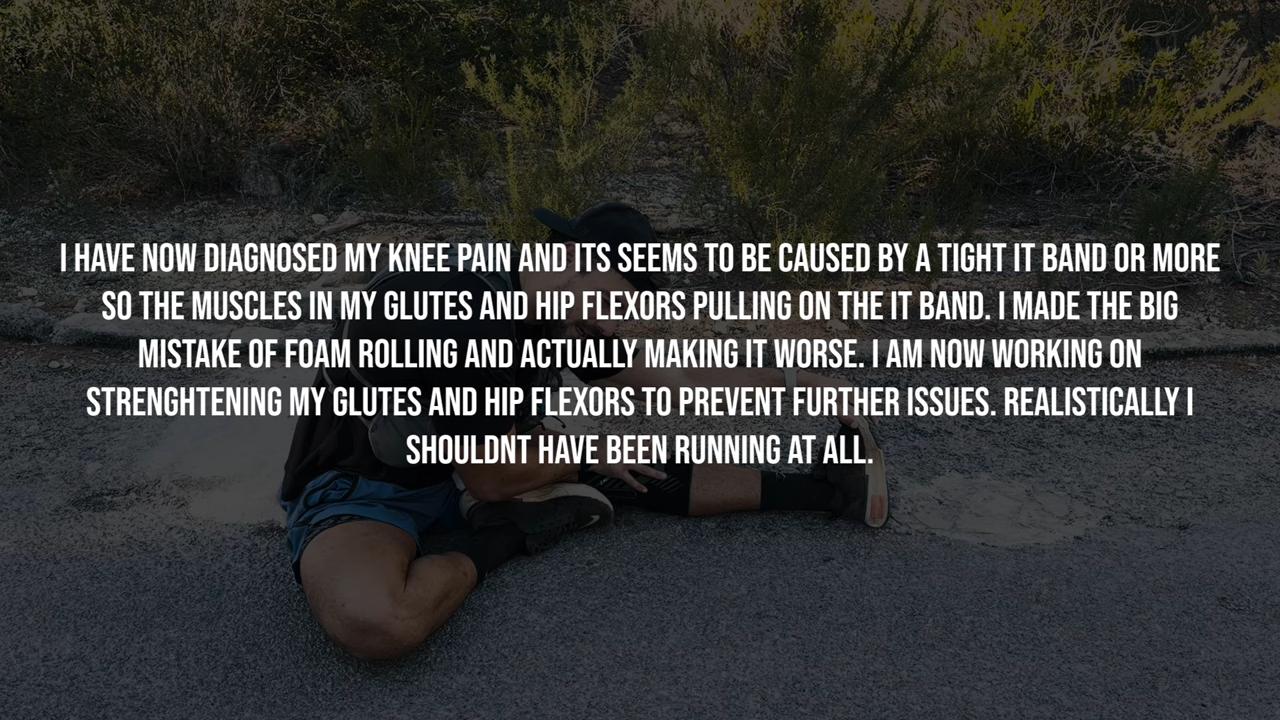 I HAVE NOW DIAGNOSED MY KNEE PAIN AND ITS SEEMS TO BE CAUSED BY A TIGHT IT BAND OR MORE
SO THE MUSCLES IN MY GLUTES AND HIP FLEXORS PULLING ON THE IT BAND. I MADE THE BIG
MISTAKE OF FOAM ROLLING AND ACTUALLY MAKING IT WORSE. I AM NOW WORKING ON
STRENGHTENING MY GLUTES AND HIP FLEXORS TO PREVENT FURTHER ISSUES. REALISTICALLY I
SHOULDNT HAVE BEEN RUNNING AT ALL.